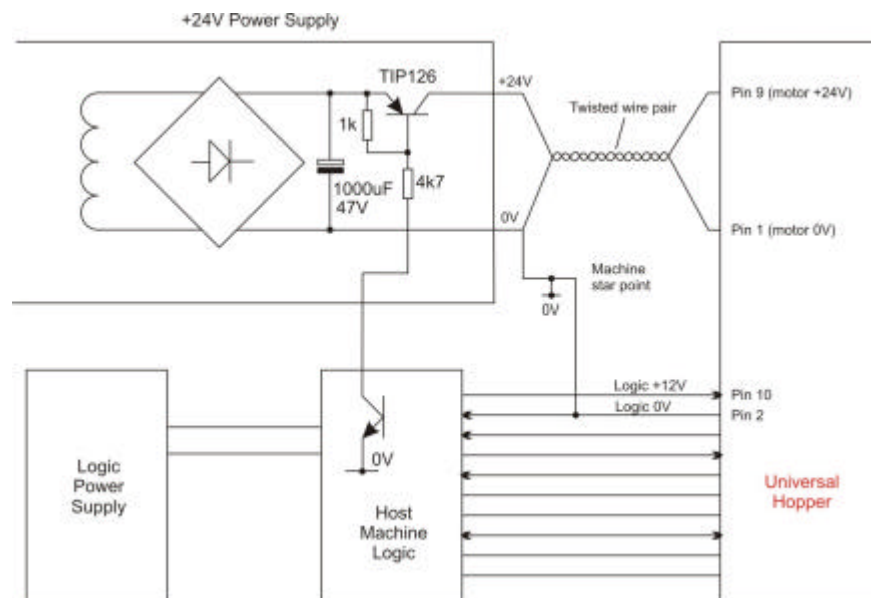 +24V Power Supply
TIP126
+24V
1k
1000uF
47V
4k7
0V
Twisted wire pair
Pin 9 (motor +24V)
Pin 1 (motor 0V)
Machine
star point
0V
Logic +12V
Pin 10
Logic 0V
Pin 2
0V
Logic
Power
Supply
Host
Machine
Logic
Universal
Hopper